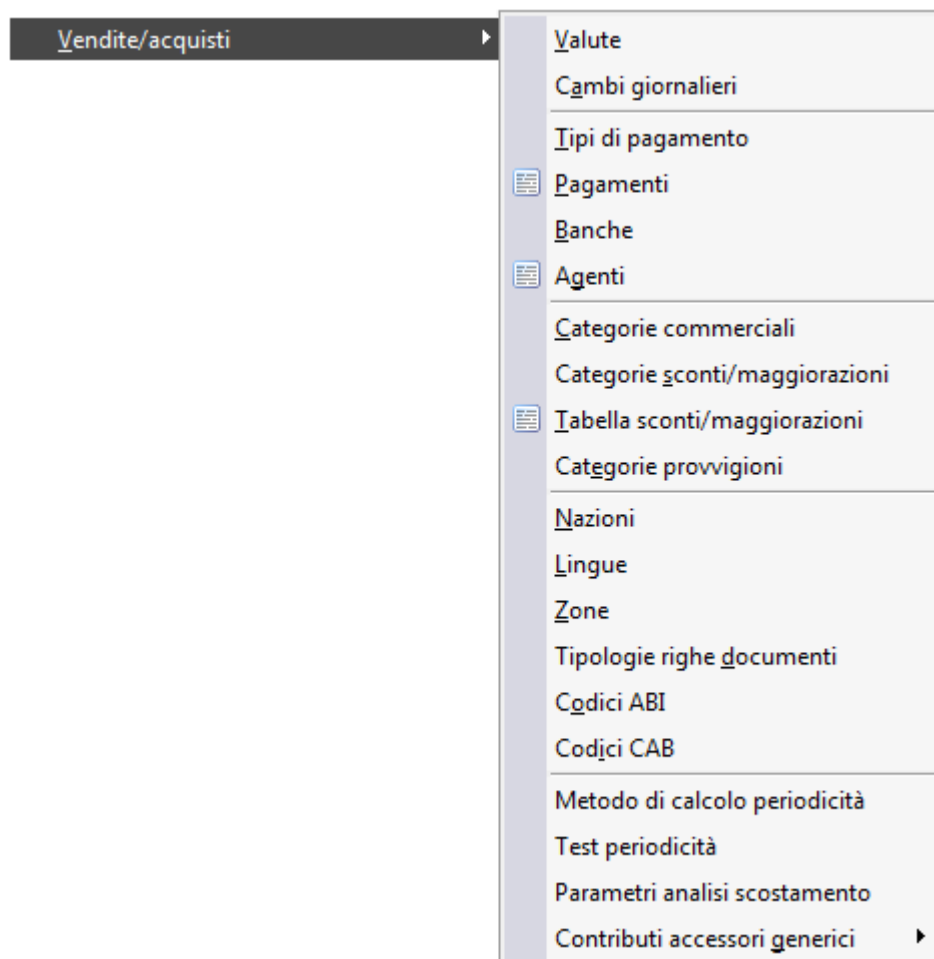 Vendite/acquisti
Valute
Cambi giornalieri
Tipi di pagamento
Pagamenti
Banche
Agenti
Categorie commerciali
Categorie sconti/maggiorazioni
Tabella sconti/maggiorazioni
Categorie provvigioni
Nazioni
Lingue
Zone
Tipologie righe documenti
Codici ABI
Codici CAB
Metodo di calcolo periodicità
Test periodicità
Parametri analisi scostamento
Contributi accessori generici